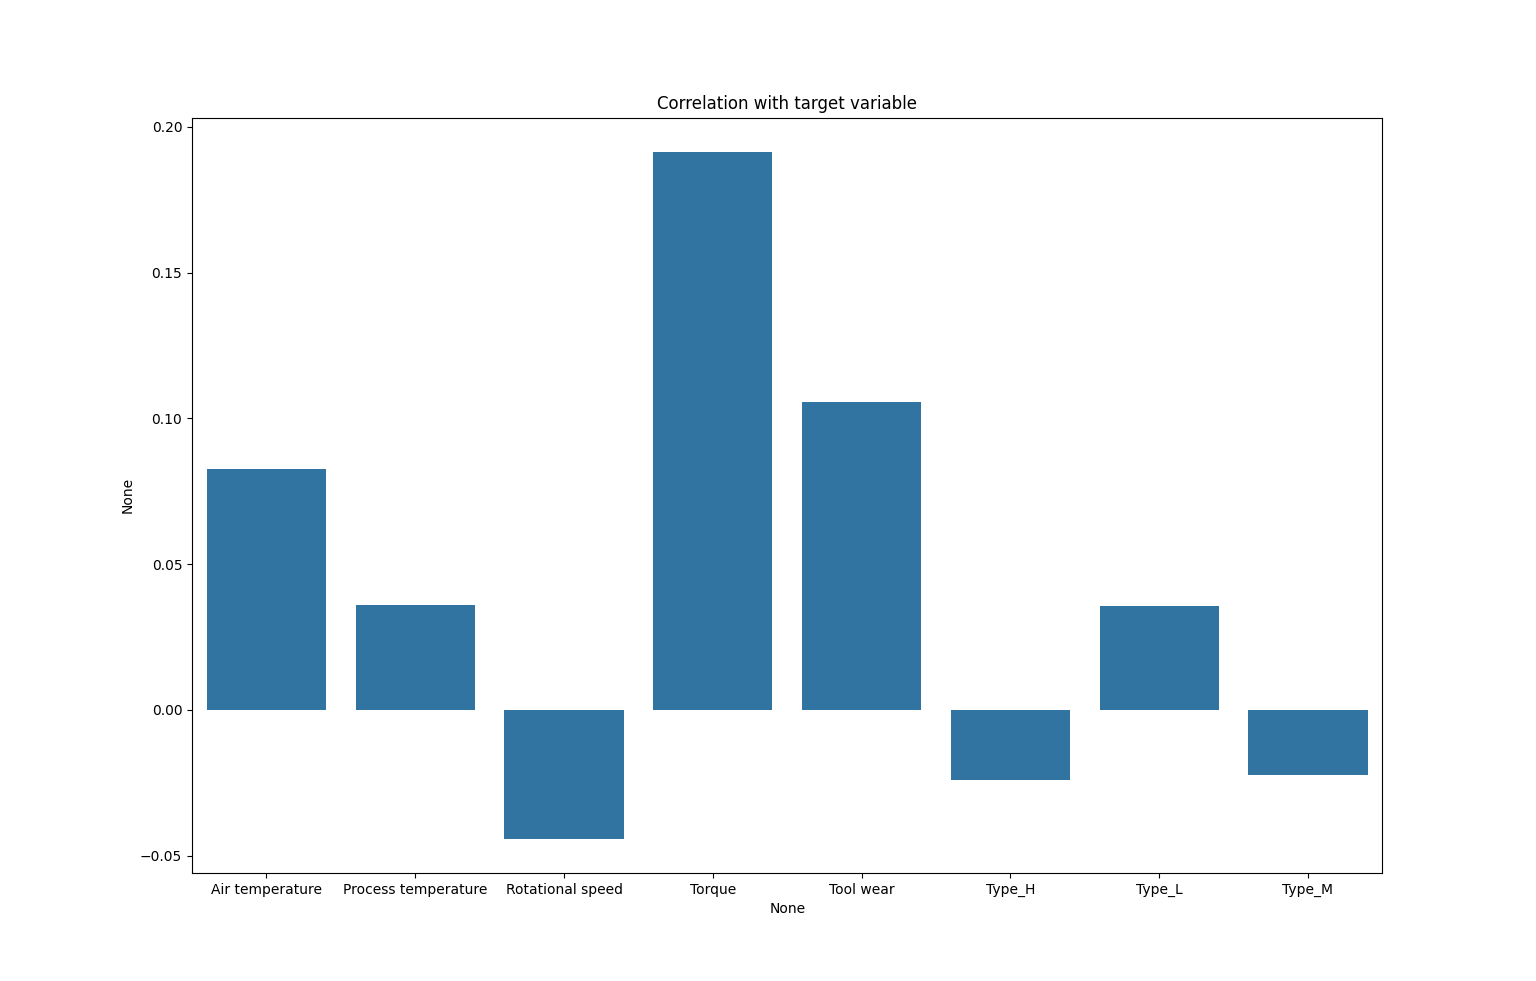 Correlation with target variable
0.20
0.15
0.10
0.05
0.00
−0.05
None
Air temperature Process temperature Rotational speed Torque Tool wear Type_H Type_L Type_M
None